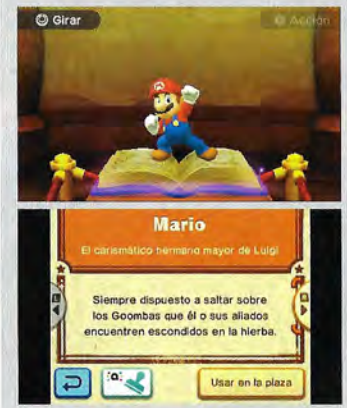 Girar
Acción
Mario
El carismático hermano mayor de Luigi
Siempre dispuesto a saltar sobre
los Goombas que él o sus aliados
encuentren escondidos en la hierba.
Usar en la plaza